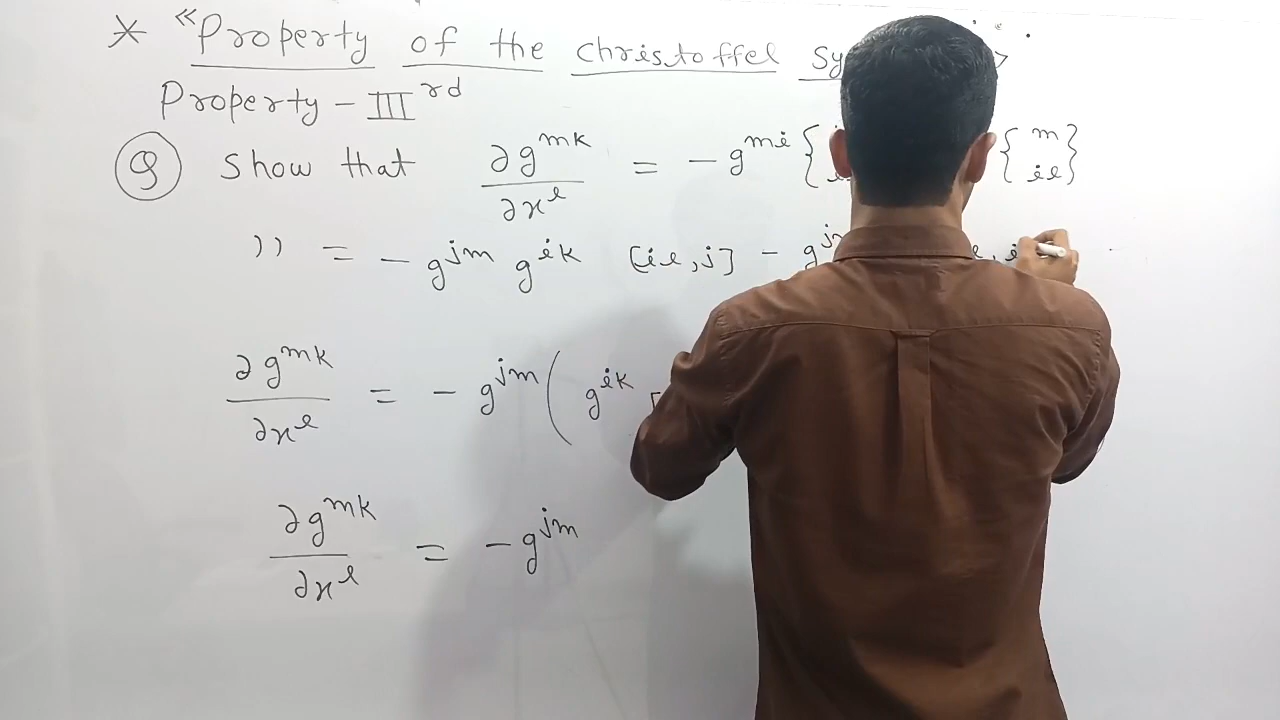 * "Property of the Christoffel Sy
Property - III rd
Q Show that ∂g^{mk}/∂x^l = - g^{mi} { { m il }
,, = - g^{jm} g^{ik} [il, j] - g^{j
∂g^{mk}/∂x^l = - g^{jm} ( g^{ik}
∂g^{mk}/∂x^l = - g^{jm}